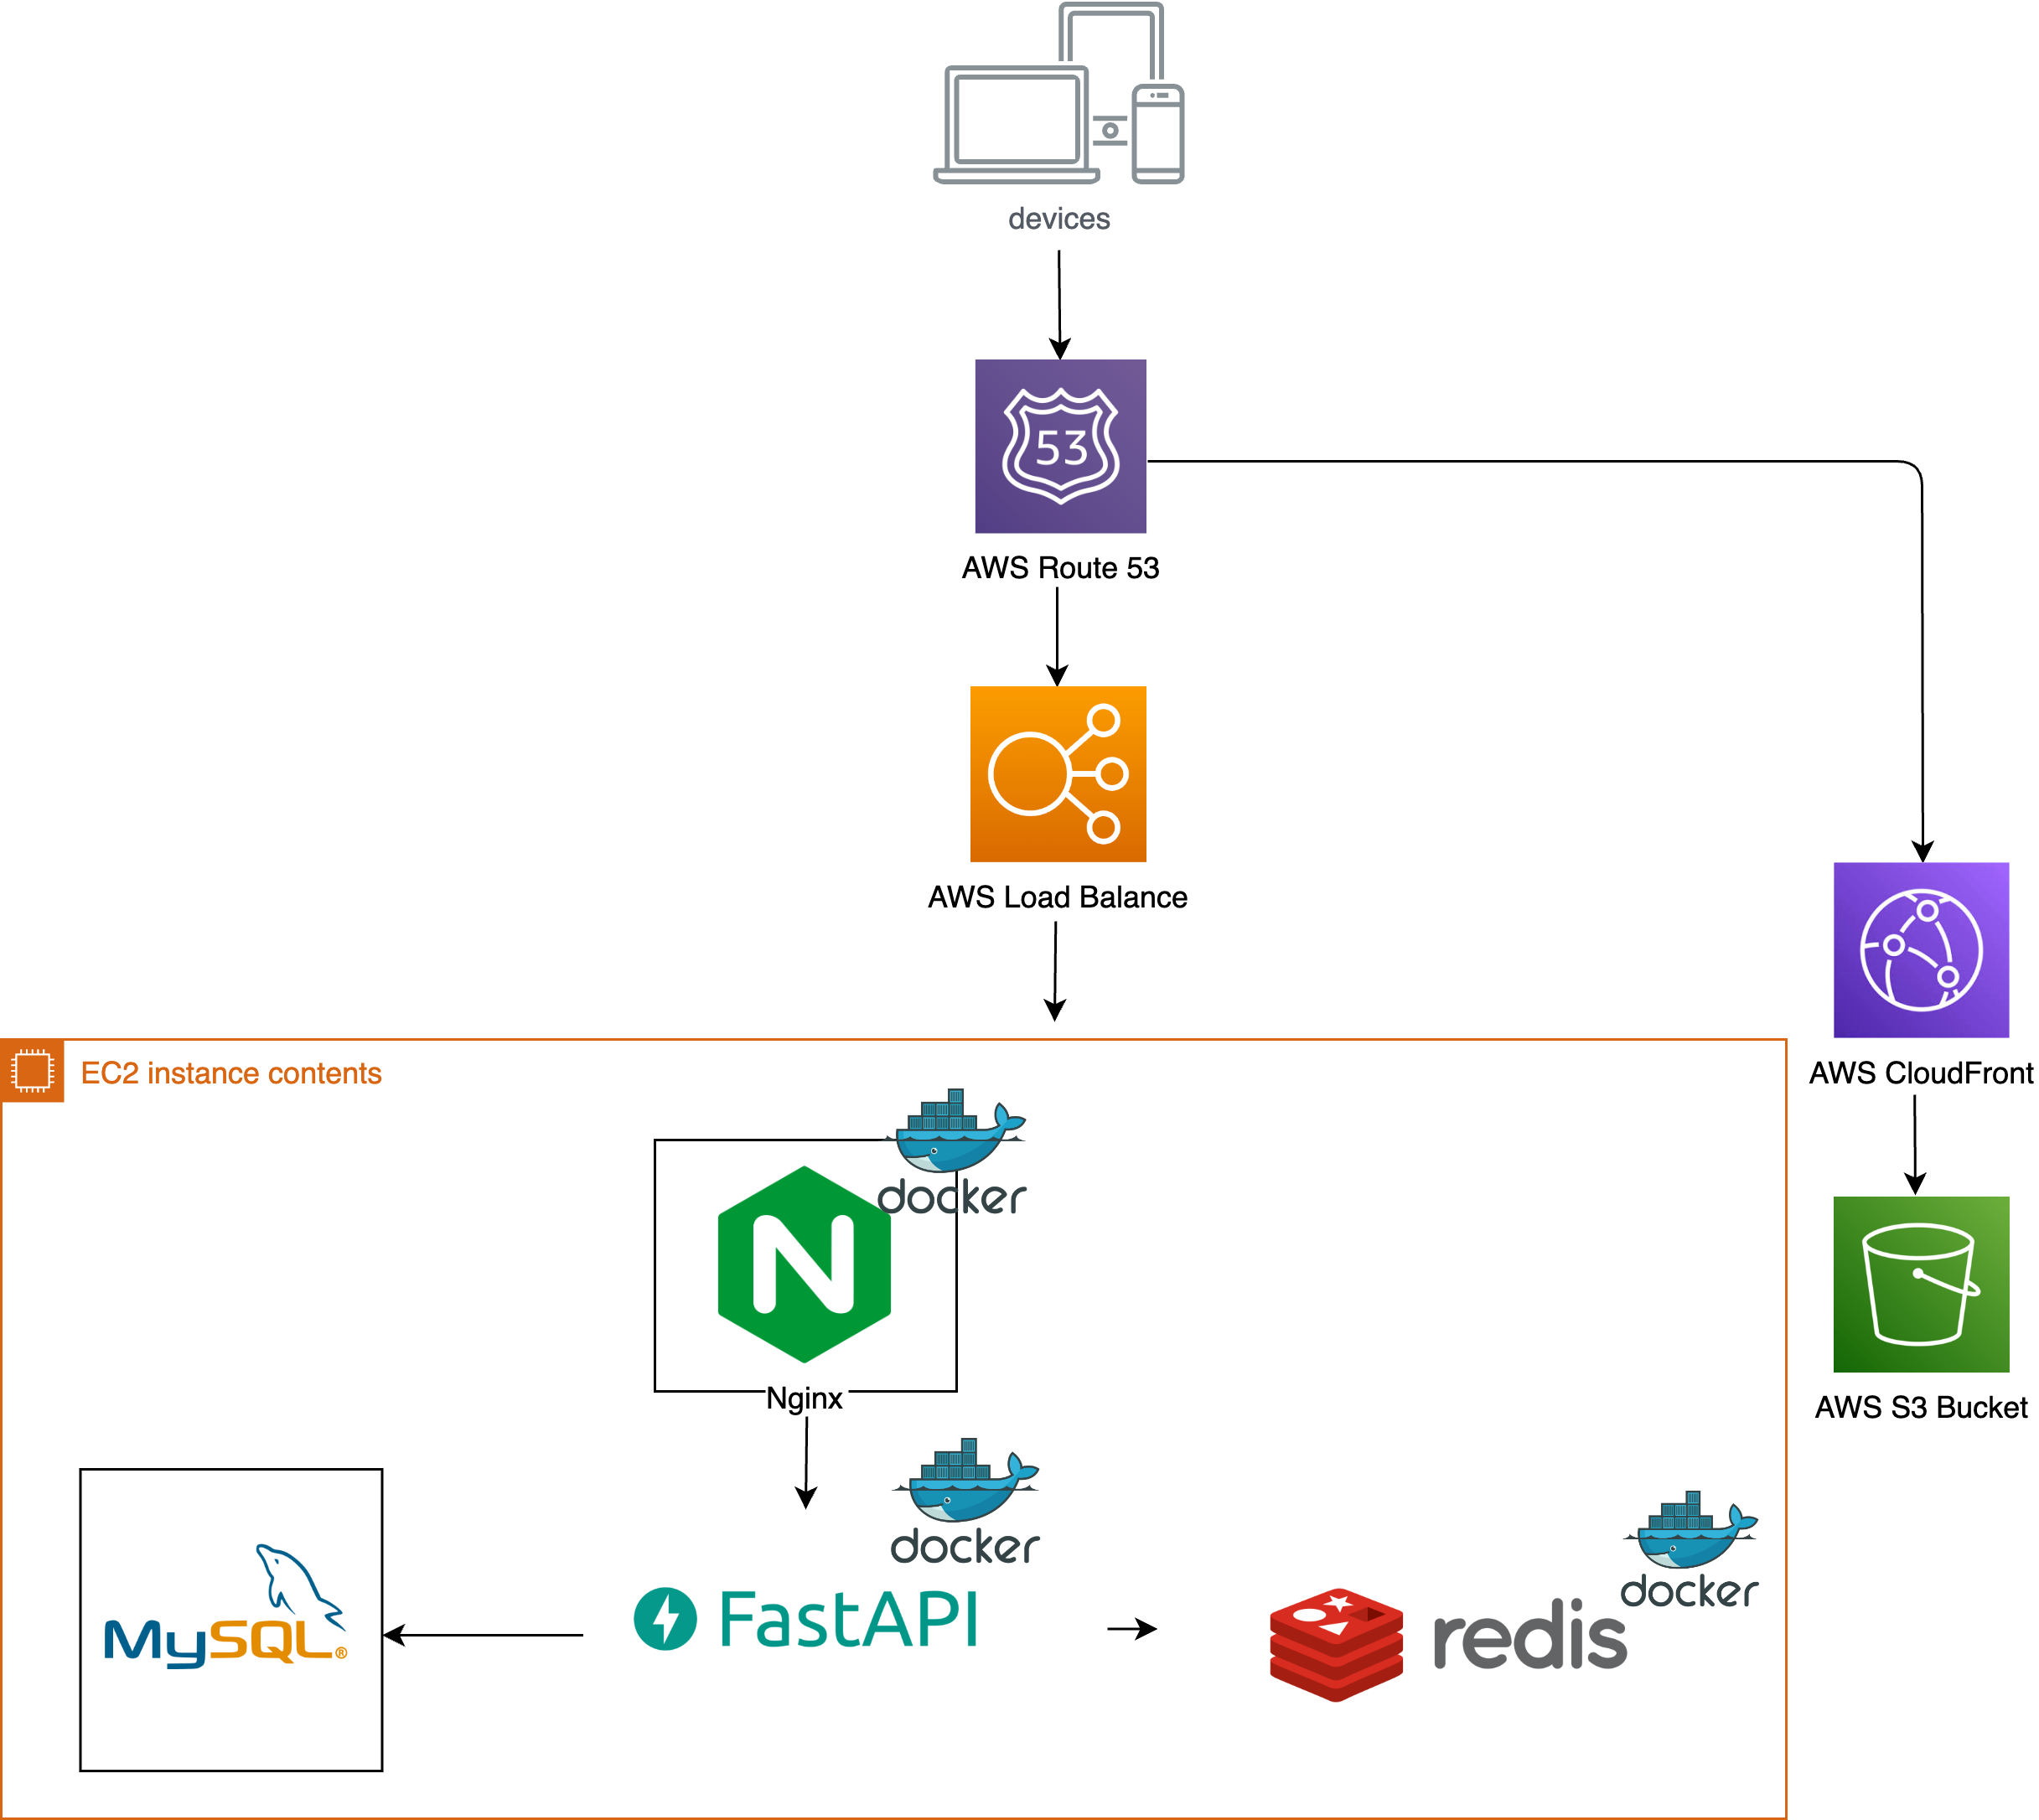 devices
53
AWS Route 53
AWS Load Balance
EC2 instance contents
AWS CloudFront
docker
N
Nginx
AWS S3 Bucket
docker
docker
MySQL®
FastAPI
redis